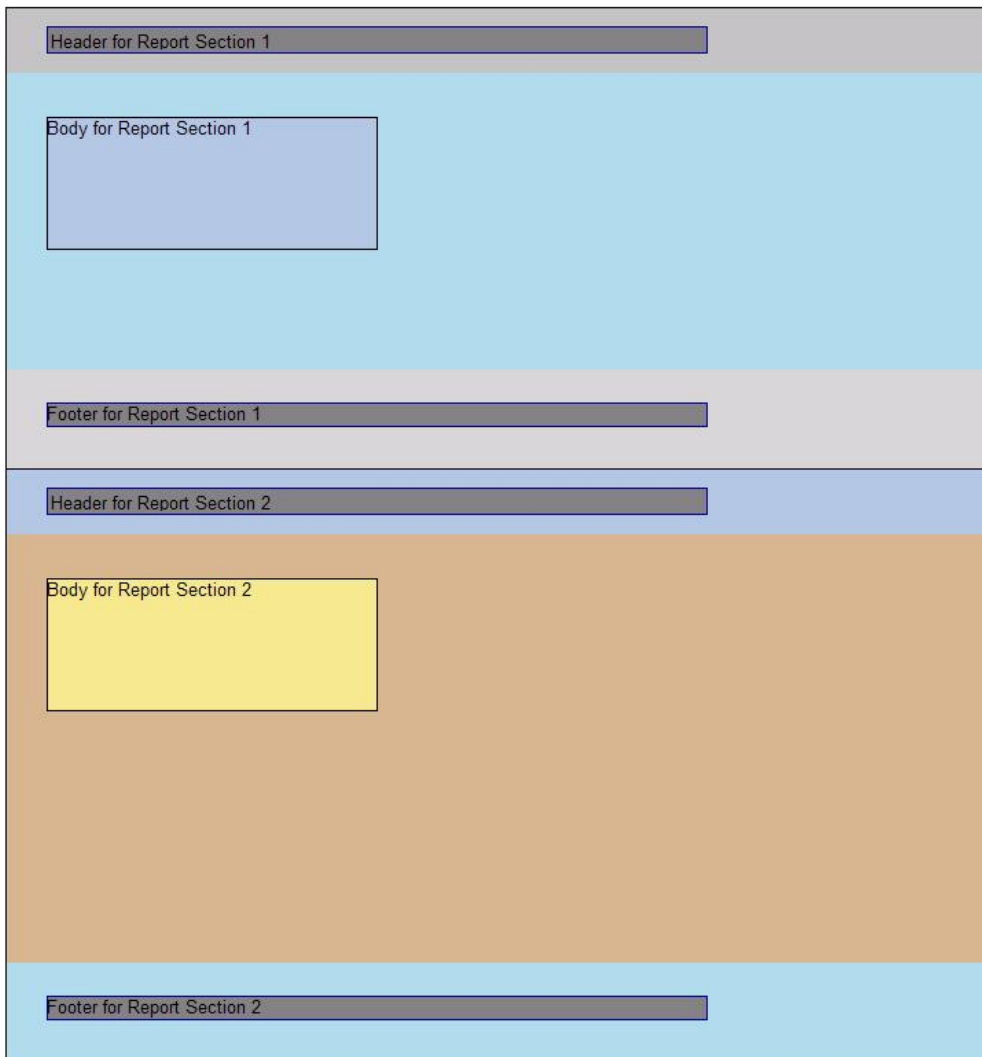 Header for Report Section 1
Body for Report Section 1
Footer for Report Section 1
Header for Report Section 2
Body for Report Section 2
Footer for Report Section 2